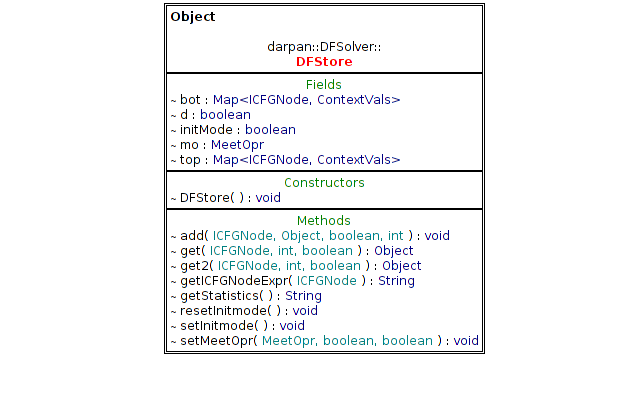 Object
darpan::DFSolver::
DFStore
Fields
~ bot : Map<ICFGNode, ContextVals>
~ d : boolean
~ initMode : boolean
~ mo : MeetOpr
~ top : Map<ICFGNode, ContextVals>
Constructors
~ DFStore( ) : void
Methods
~ add( ICFGNode, Object, boolean, int ) : void
~ get( ICFGNode, int, boolean ) : Object
~ get2( ICFGNode, int, boolean ) : Object
~ getICFGNodeExpr( ICFGNode ) : String
~ getStatistics( ) : String
~ resetInitmode( ) : void
~ setInitmode( ) : void
~ setMeetOpr( MeetOpr, boolean, boolean ) : void